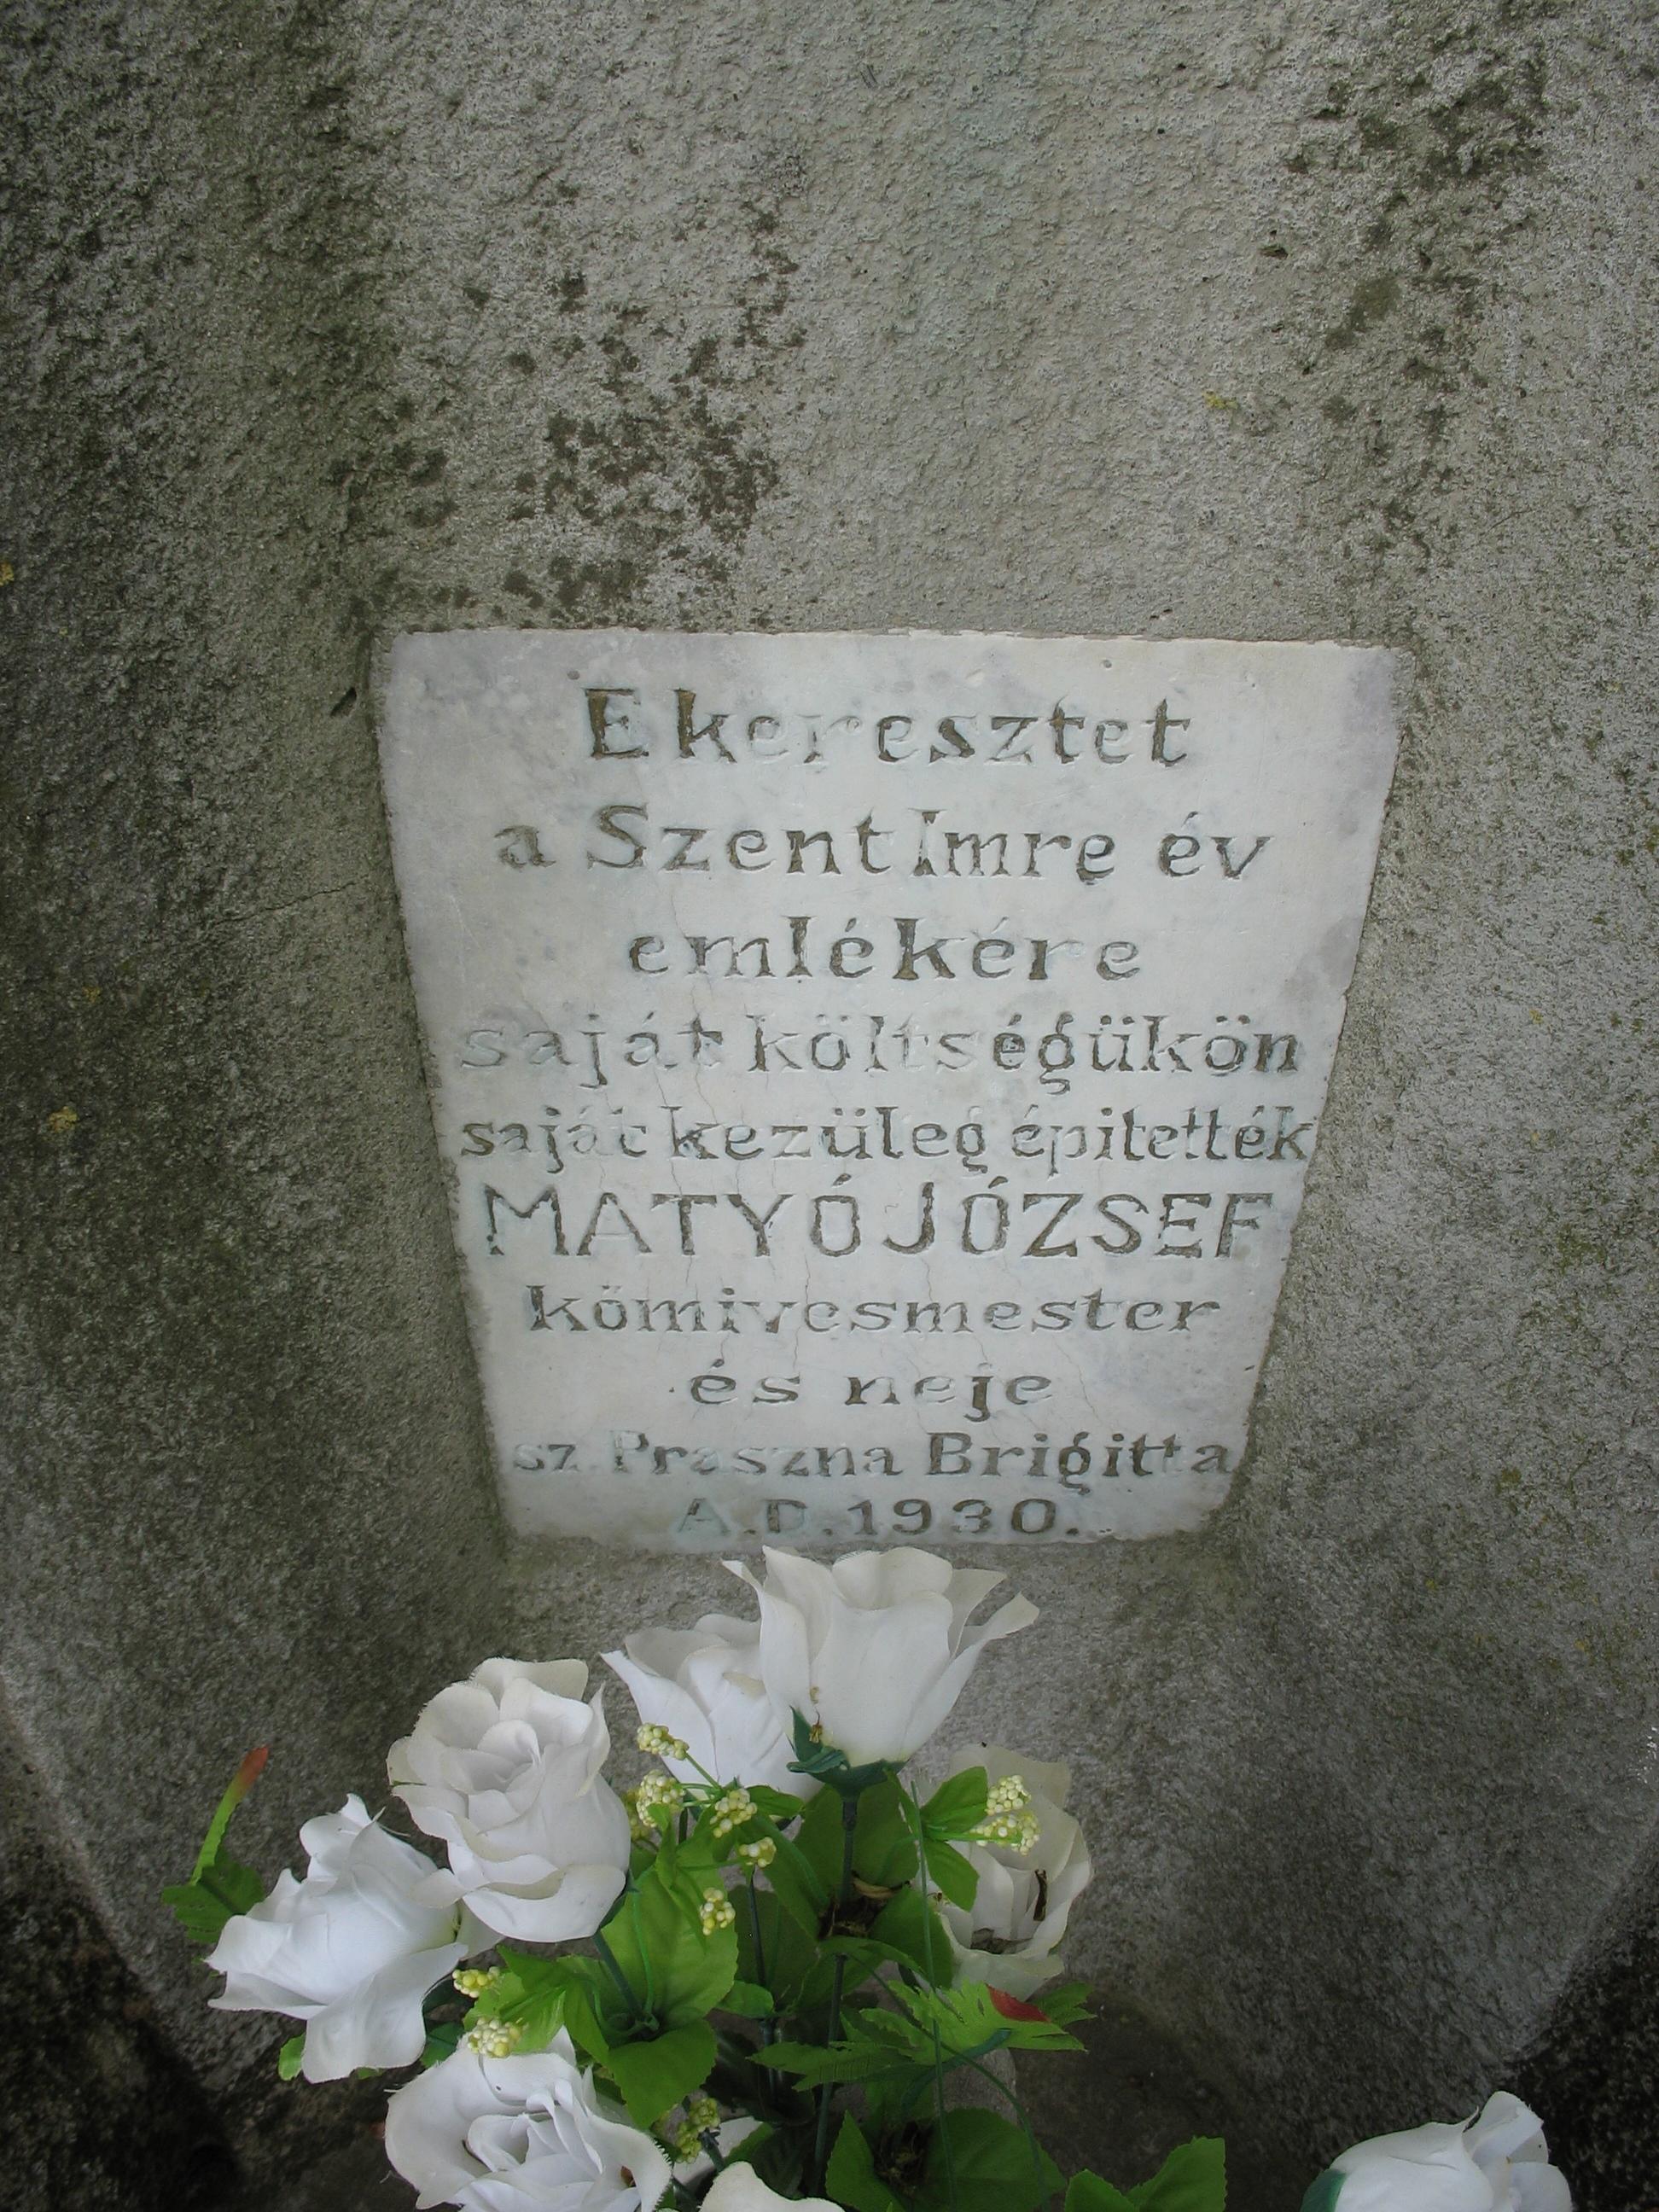 E keresztet
a Szent Imre év
emlékére
saját költségükön
saját kezüleg épitették
MATYÓ JÓZSEF
kömivesmester
és neje
sz. Praszna Brigitta
A.D. 1930.